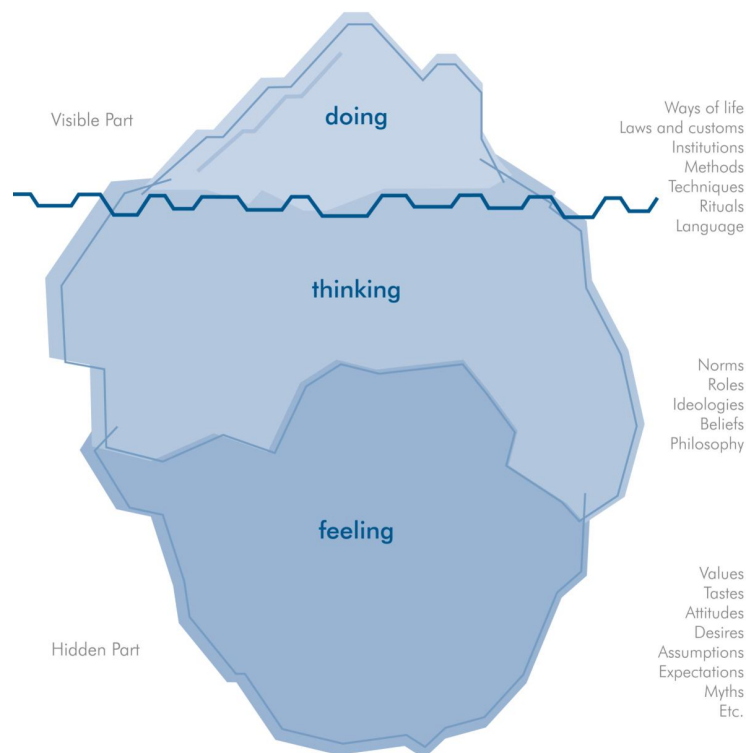 doing
Visible Part
Ways of life
Laws and customs
Institutions
Methods
Techniques
Rituals
Language
thinking
Norms
Roles
Ideologies
Beliefs
Philosophy
feeling
Hidden Part
Values
Tastes
Attitudes
Desires
Assumptions
Expectations
Myths
Etc.